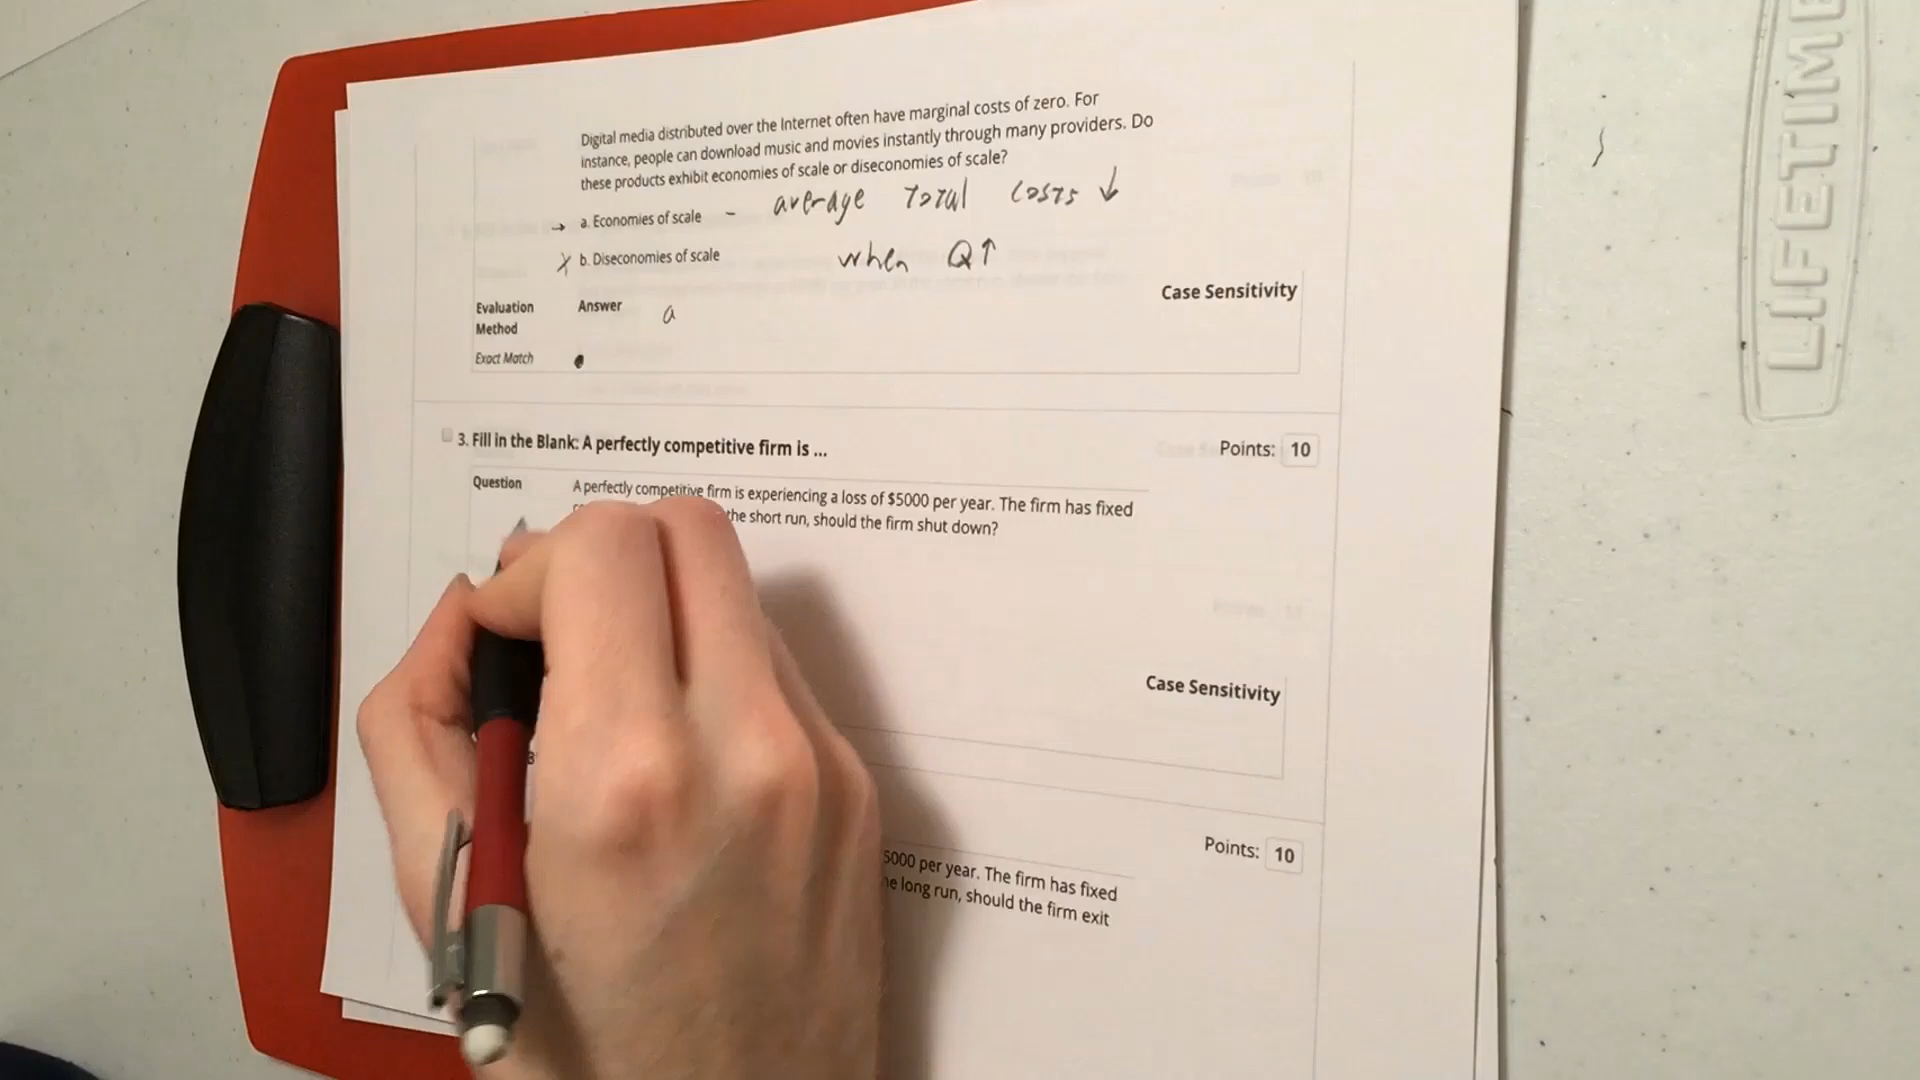 Digital media distributed over the Internet often have marginal costs of zero. For
instance, people can download music and movies instantly through many providers. Do
these products exhibit economies of scale or diseconomies of scale?
→ a. Economies of scale - average total costs ↓
x b. Diseconomies of scale when Q↑
Evaluation Method Answer a Case Sensitivity
Exact Match
3. Fill in the Blank: A perfectly competitive firm is ... Points: 10
Question A perfectly competitive firm is experiencing a loss of $5000 per year. The firm has fixed
the short run, should the firm shut down?
Case Sensitivity
Points: 10
5000 per year. The firm has fixed
long run, should the firm exit
LIFETIME